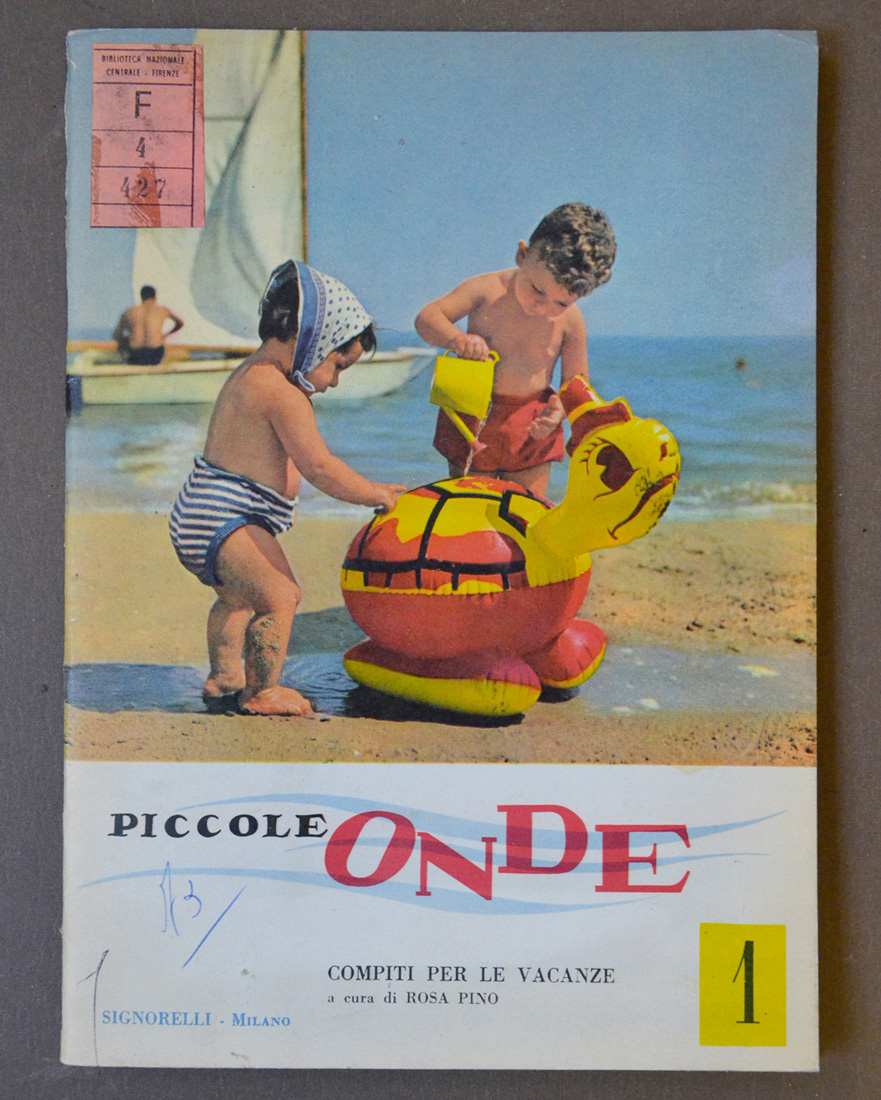 BIBLIOTECA NAZIONALE
CENTRALE - FIRENZE
F
4
427
PICCOLE ONDE
COMPITI PER LE VACANZE
a cura di ROSA PINO
1
SIGNORELLI - MILANO